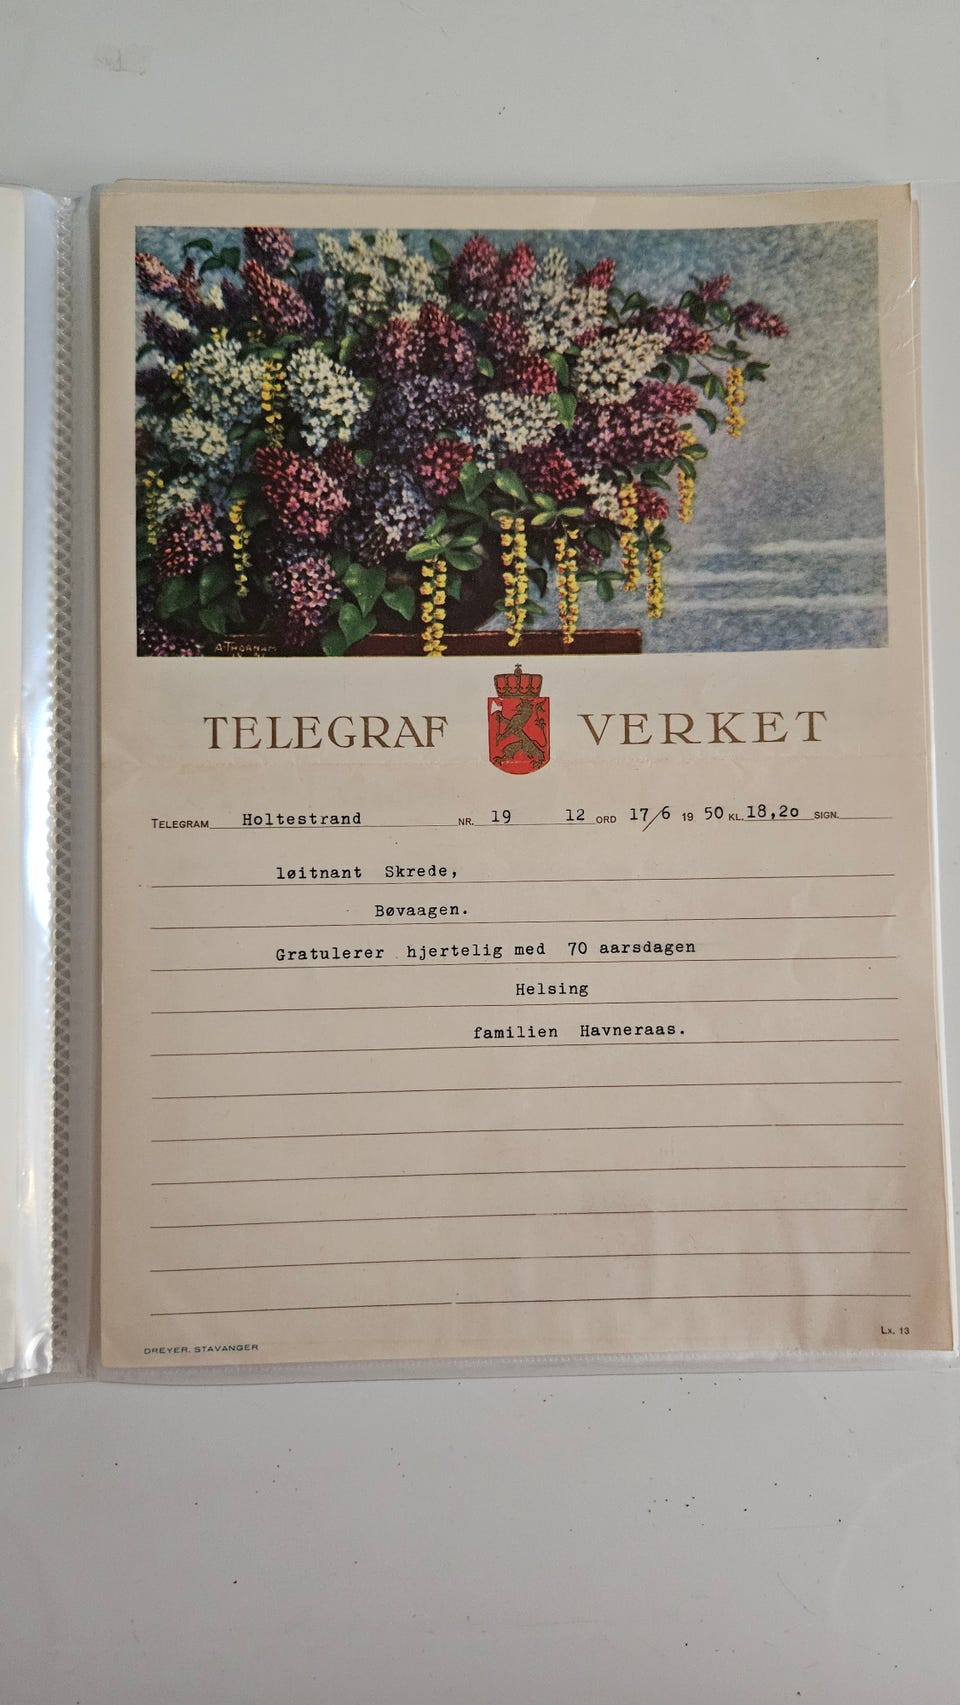 A. THORNAM
TELEGRAF VERKET
TELEGRAM Holtestrand NR. 19 12 ORD 17/6 19 50 KL. 18,20 SIGN.
løitnant Skrede,
Bøvaagen.
Gratulerer hjertelig med 70 aarsdagen
Helsing
familien Havneraas.
Lx. 13
DREYER. STAVANGER